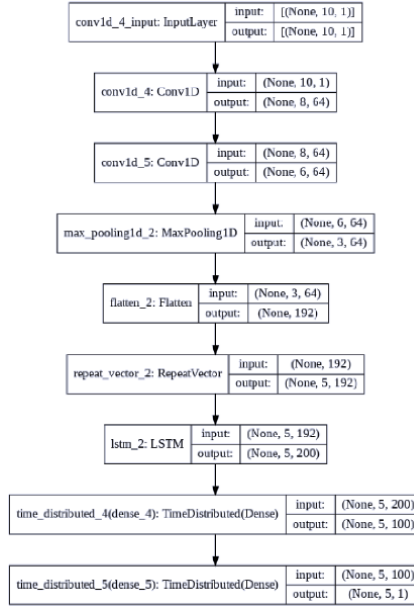 conv1d_4_input: InputLayer
input: [(None, 10, 1)]
output: [(None, 10, 1)]
conv1d_4: Conv1D
input: (None, 10, 1)
output: (None, 8, 64)
conv1d_5: Conv1D
input: (None, 8, 64)
output: (None, 6, 64)
max_pooling1d_2: MaxPooling1D
input: (None, 6, 64)
output: (None, 3, 64)
flatten_2: Flatten
input: (None, 3, 64)
output: (None, 192)
repeat_vector_2: RepeatVector
input: (None, 192)
output: (None, 5, 192)
lstm_2: LSTM
input: (None, 5, 192)
output: (None, 5, 200)
time_distributed_4(dense_4): TimeDistributed(Dense)
input: (None, 5, 200)
output: (None, 5, 100)
time_distributed_5(dense_5): TimeDistributed(Dense)
input: (None, 5, 100)
output: (None, 5, 1)